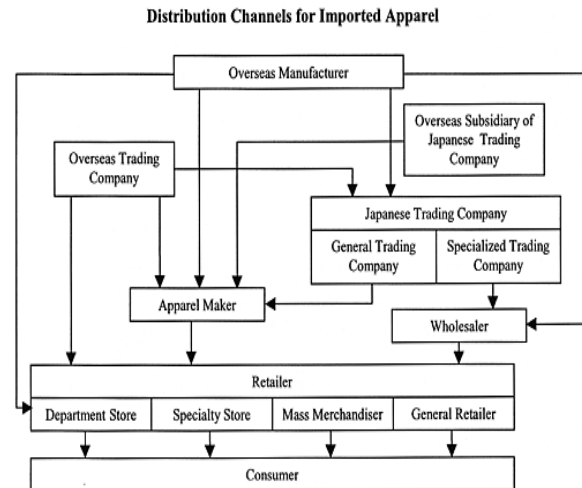 Distribution Channels for Imported Apparel
Overseas Manufacturer
Overseas Subsidiary of
Japanese Trading
Company
Overseas Trading
Company
Japanese Trading Company
General Trading
Company
Specialized Trading
Company
Apparel Maker
Wholesaler
Retailer
Department Store
Specialty Store
Mass Merchandiser
General Retailer
Consumer